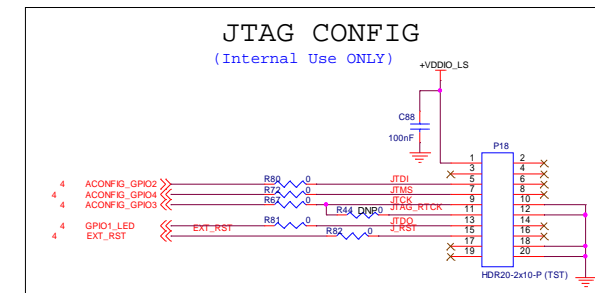 JTAG CONFIG
(Internal Use ONLY)
+VDDIO_LS
C88
100nF
P18
1 2
3 4
4 ACONFIG_GPIO2 R80 0 JTDI 5 6
4 ACONFIG_GPIO4 R72 0 JTMS 7 8
4 ACONFIG_GPIO3 R67 0 JTCK 9 10
R44 DNP0 JTAG_RTCK 11 12
4 GPIO1_LED R81 0 JTDO 13 14
4 EXT_RST EXT_RST R82 0 J_RST 15 16
17 18
19 20
HDR20-2x10-P (TST)